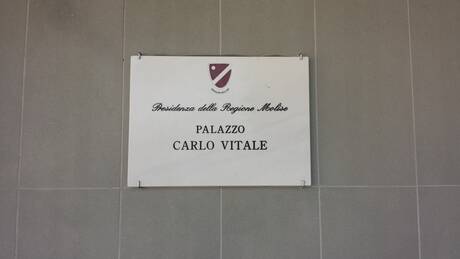 Presidenza della Regione Molise
PALAZZO
CARLO VITALE